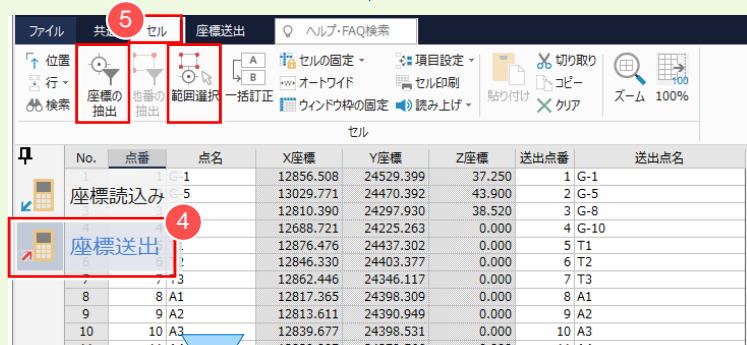 ファイル 共 5 セル 座標送出 ヘルプ・FAQ検索
位置 座標の抽出 地番の抽出 範囲選択 A B 一括訂正 セルの固定 項目設定 貼り付け 切り取り ズーム 100 100%
行 オートワイド セル印刷 コピー
検索 ウィンドウ枠の固定 読み上げ クリア
セル
No. 点番 点名 X座標 Y座標 Z座標 送出点番 送出点名
1 1 G-1 12856.508 24529.399 37.250 1 G-1
座標読込み G-5 13029.771 24470.392 43.900 2 G-5
12810.390 24297.930 38.520 3 G-8
4
12688.721 24225.263 0.000 4 G-10
座標送出 12876.476 24437.302 0.000 5 T1
12846.330 24403.377 0.000 6 T2
7 7 T3 12862.446 24346.117 0.000 7 T3
8 8 A1 12817.365 24398.309 0.000 8 A1
9 9 A2 12813.611 24390.949 0.000 9 A2
10 10 A3 12839.677 24398.531 0.000 10 A3